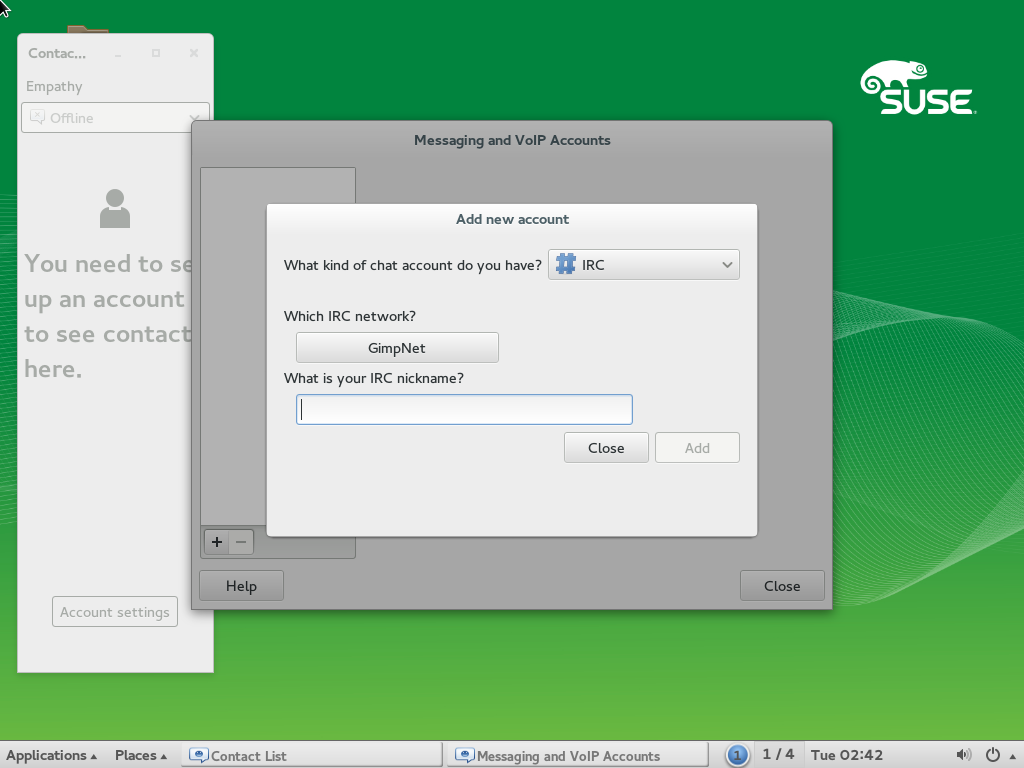 Contac...
Empathy
Offline
You need to se
up an account
to see contact
here.
Account settings
SUSE
Messaging and VoIP Accounts
Add new account
What kind of chat account do you have?
IRC
Which IRC network?
GimpNet
What is your IRC nickname?
Close
Add
+
−
Help
Close
Applications
Places
Contact List
Messaging and VoIP Accounts
1
1 / 4
Tue 02:42